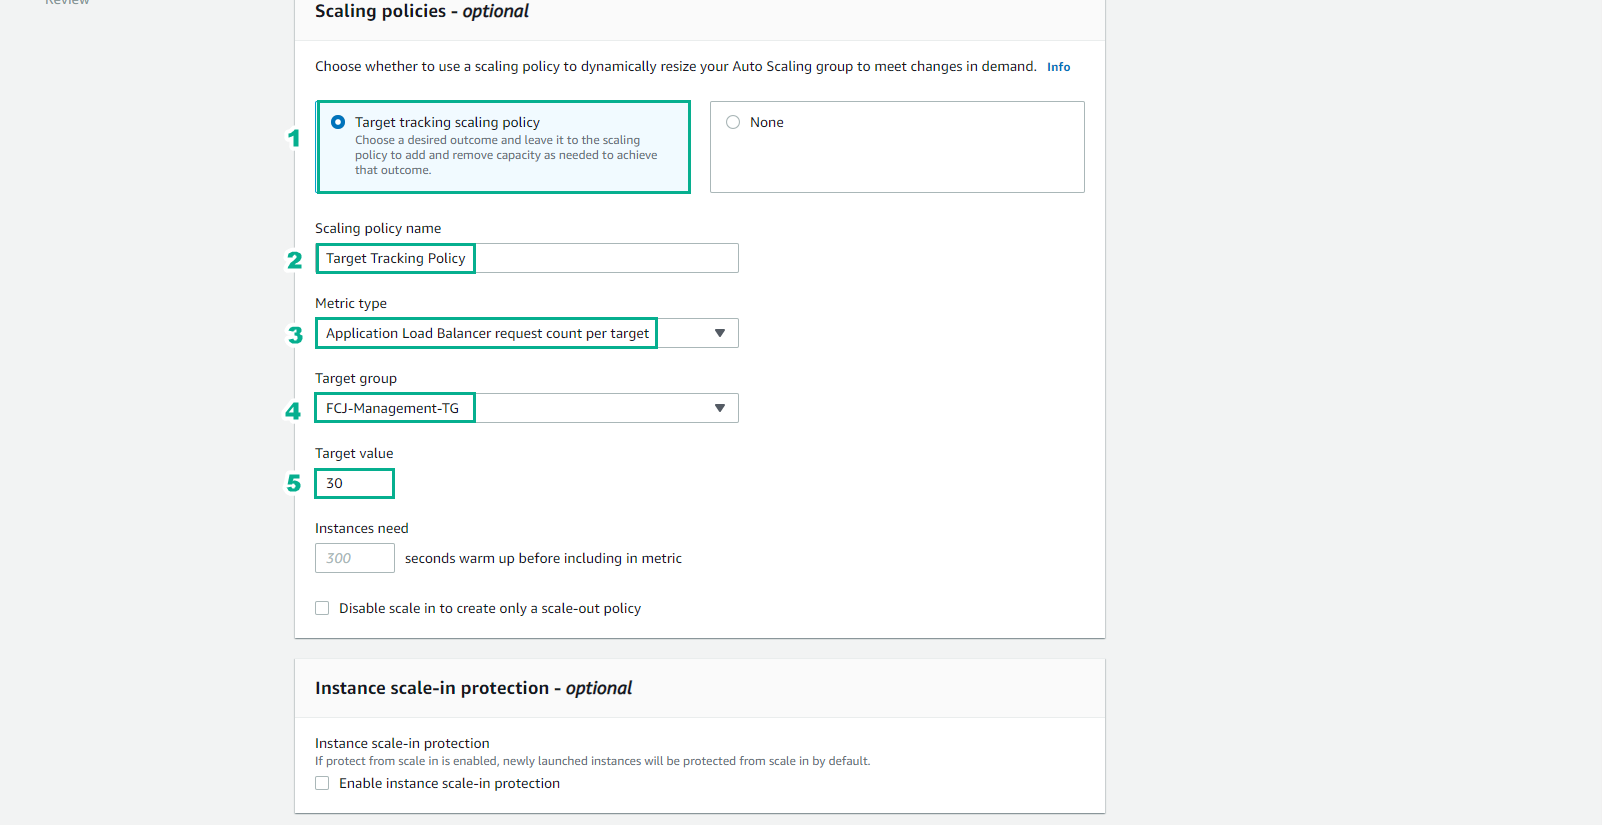 Review
Scaling policies - optional
Choose whether to use a scaling policy to dynamically resize your Auto Scaling group to meet changes in demand. Info
1
Target tracking scaling policy
Choose a desired outcome and leave it to the scaling
policy to add and remove capacity as needed to achieve
that outcome.
None
Scaling policy name
2
Target Tracking Policy
Metric type
3
Application Load Balancer request count per target
Target group
4
FCJ-Management-TG
Target value
5
30
Instances need
300 seconds warm up before including in metric
Disable scale in to create only a scale-out policy
Instance scale-in protection - optional
Instance scale-in protection
If protect from scale in is enabled, newly launched instances will be protected from scale in by default.
Enable instance scale-in protection